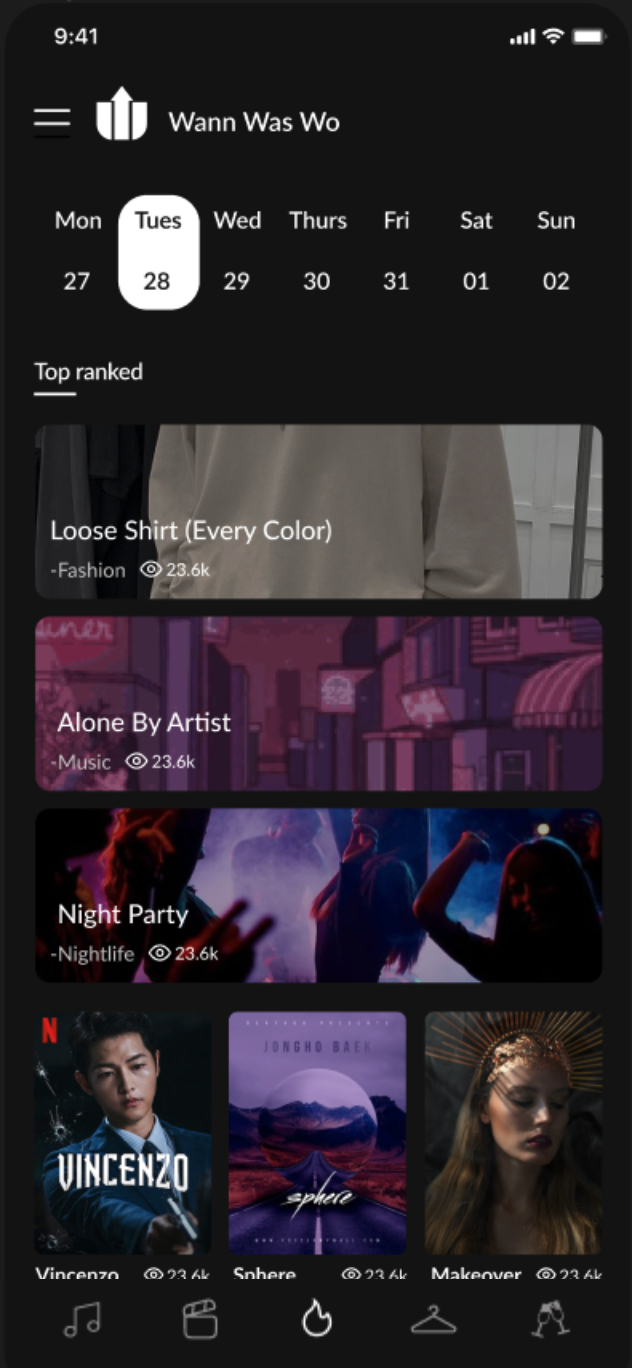 9:41
Wann Was Wo
Mon Tues Wed Thurs Fri Sat Sun
27 28 29 30 31 01 02
Top ranked
Loose Shirt (Every Color)
-Fashion 23.6k
Alone By Artist
-Music 23.6k
Night Party
-Nightlife 23.6k
N
VINCENZO
JONGHO BAEK
sphere
Vincenzo 23.6k Sphere 23.6k Makeover 23.6k